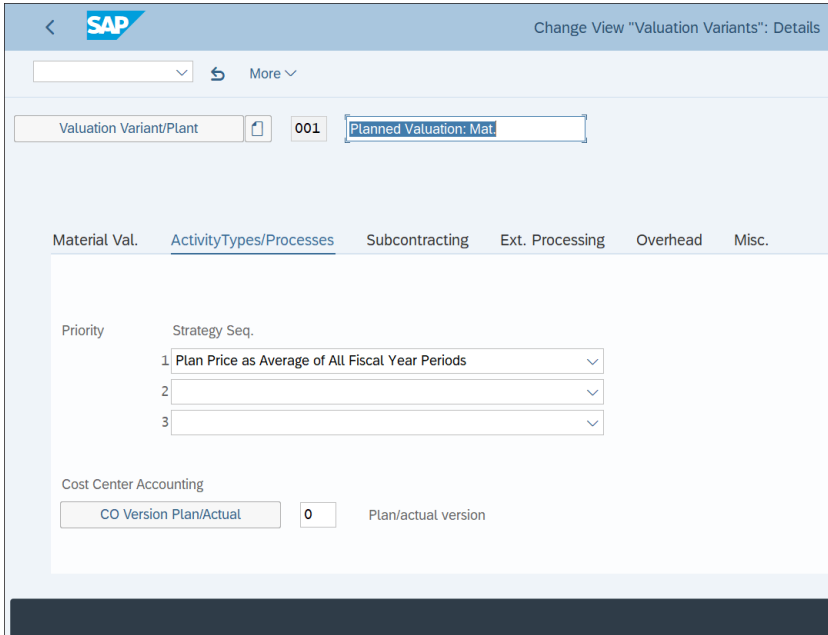 SAP
Change View "Valuation Variants": Details
More
Valuation Variant/Plant 001 Planned Valuation: Mat.
Material Val. ActivityTypes/Processes Subcontracting Ext. Processing Overhead Misc.
Priority Strategy Seq.
1 Plan Price as Average of All Fiscal Year Periods
2
3
Cost Center Accounting
CO Version Plan/Actual 0 Plan/actual version